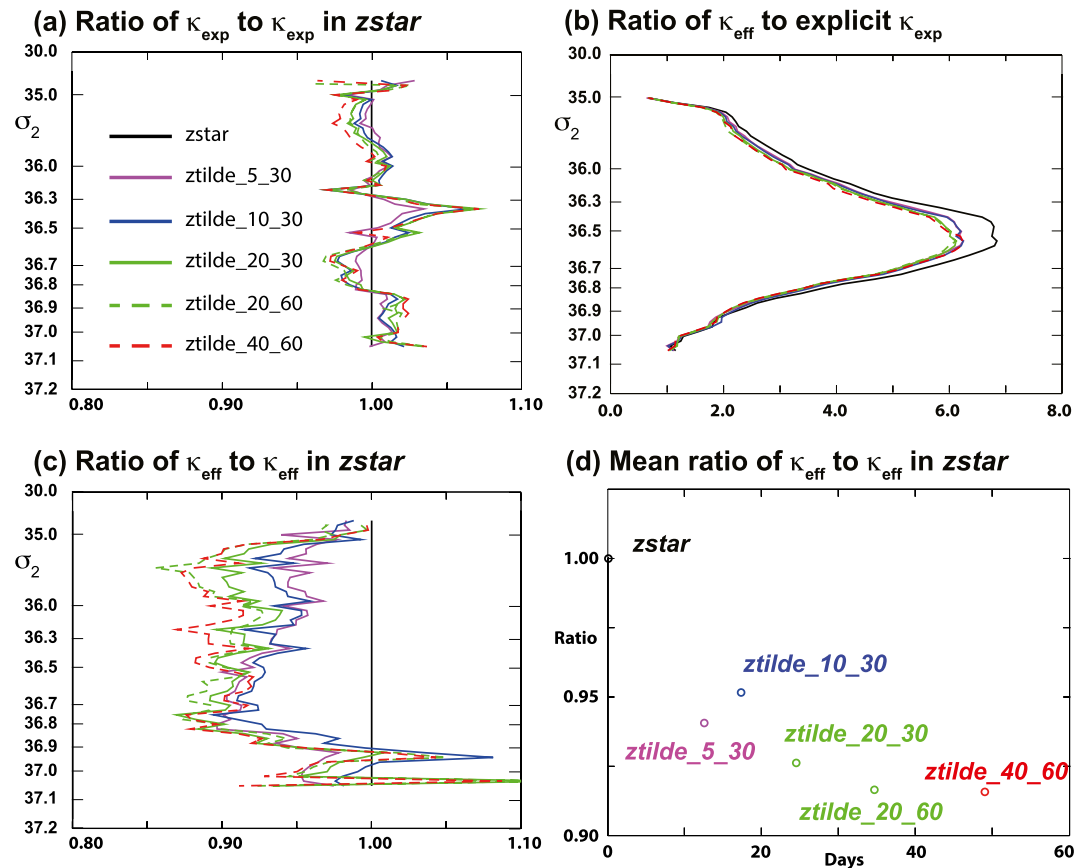 (a) Ratio of κexp to κexp in zstar
30.0
35.0
σ2
36.0
36.3
36.5
36.7
36.8
36.9
37.0
37.1
37.2
zstar
ztilde_5_30
ztilde_10_30
ztilde_20_30
ztilde_20_60
ztilde_40_60
0.80
0.90
1.00
1.10
(b) Ratio of κeff to explicit κexp
30.0
35.0
σ2
36.0
36.3
36.5
36.7
36.8
36.9
37.0
37.1
37.2
0.0
2.0
4.0
6.0
8.0
(c) Ratio of κeff to κeff in zstar
30.0
35.0
σ2
36.0
36.3
36.5
36.7
36.8
36.9
37.0
37.1
37.2
0.80
0.90
1.00
1.10
(d) Mean ratio of κeff to κeff in zstar
zstar
1.00
Ratio
ztilde_10_30
0.95
ztilde_5_30
ztilde_20_30
ztilde_40_60
ztilde_20_60
0.90
0
20
40
60
Days